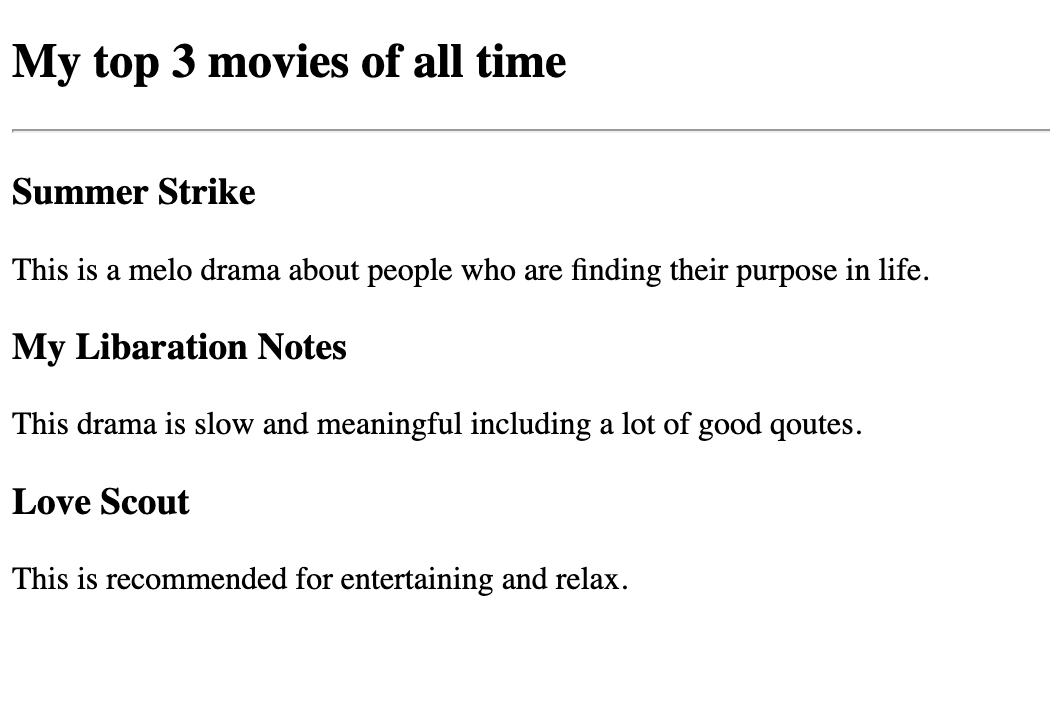 My top 3 movies of all time
Summer Strike
This is a melo drama about people who are finding their purpose in life.
My Libaration Notes
This drama is slow and meaningful including a lot of good qoutes.
Love Scout
This is recommended for entertaining and relax.